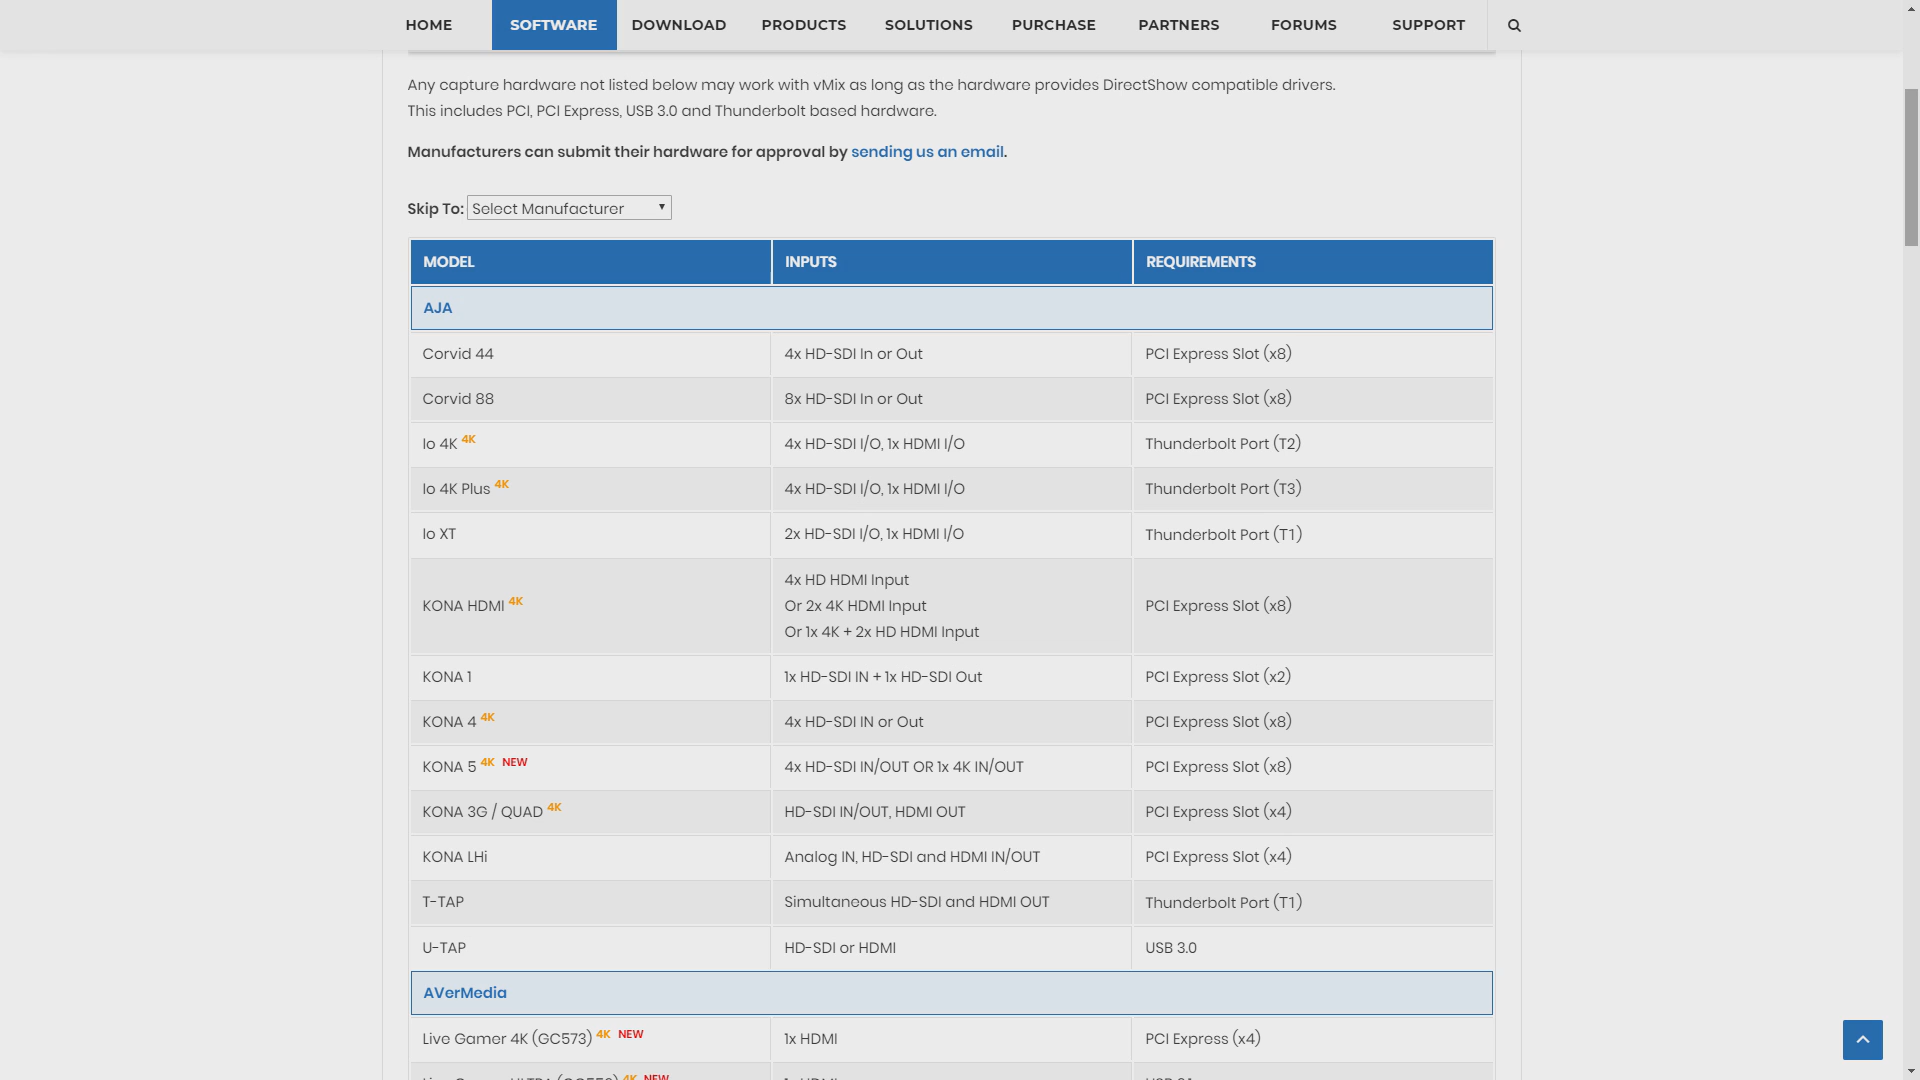 HOME SOFTWARE DOWNLOAD PRODUCTS SOLUTIONS PURCHASE PARTNERS FORUMS SUPPORT
Any capture hardware not listed below may work with vMix as long as the hardware provides DirectShow compatible drivers.
This includes PCI, PCI Express, USB 3.0 and Thunderbolt based hardware.
Manufacturers can submit their hardware for approval by sending us an email.
Skip To: Select Manufacturer
MODEL INPUTS REQUIREMENTS
AJA
Corvid 44 4x HD-SDI In or Out PCI Express Slot (x8)
Corvid 88 8x HD-SDI In or Out PCI Express Slot (x8)
Io 4K 4K 4x HD-SDI I/O, 1x HDMI I/O Thunderbolt Port (T2)
Io 4K Plus 4K 4x HD-SDI I/O, 1x HDMI I/O Thunderbolt Port (T3)
Io XT 2x HD-SDI I/O, 1x HDMI I/O Thunderbolt Port (T1)
4x HD HDMI Input
KONA HDMI 4K Or 2x 4K HDMI Input PCI Express Slot (x8)
Or 1x 4K + 2x HD HDMI Input
KONA 1 1x HD-SDI IN + 1x HD-SDI Out PCI Express Slot (x2)
KONA 4 4K 4x HD-SDI IN or Out PCI Express Slot (x8)
KONA 5 4K NEW 4x HD-SDI IN/OUT OR 1x 4K IN/OUT PCI Express Slot (x8)
KONA 3G / QUAD 4K HD-SDI IN/OUT, HDMI OUT PCI Express Slot (x4)
KONA LHi Analog IN, HD-SDI and HDMI IN/OUT PCI Express Slot (x4)
T-TAP Simultaneous HD-SDI and HDMI OUT Thunderbolt Port (T1)
U-TAP HD-SDI or HDMI USB 3.0
AVerMedia
Live Gamer 4K (GC573) 4K NEW 1x HDMI PCI Express (x4)
4K NEW